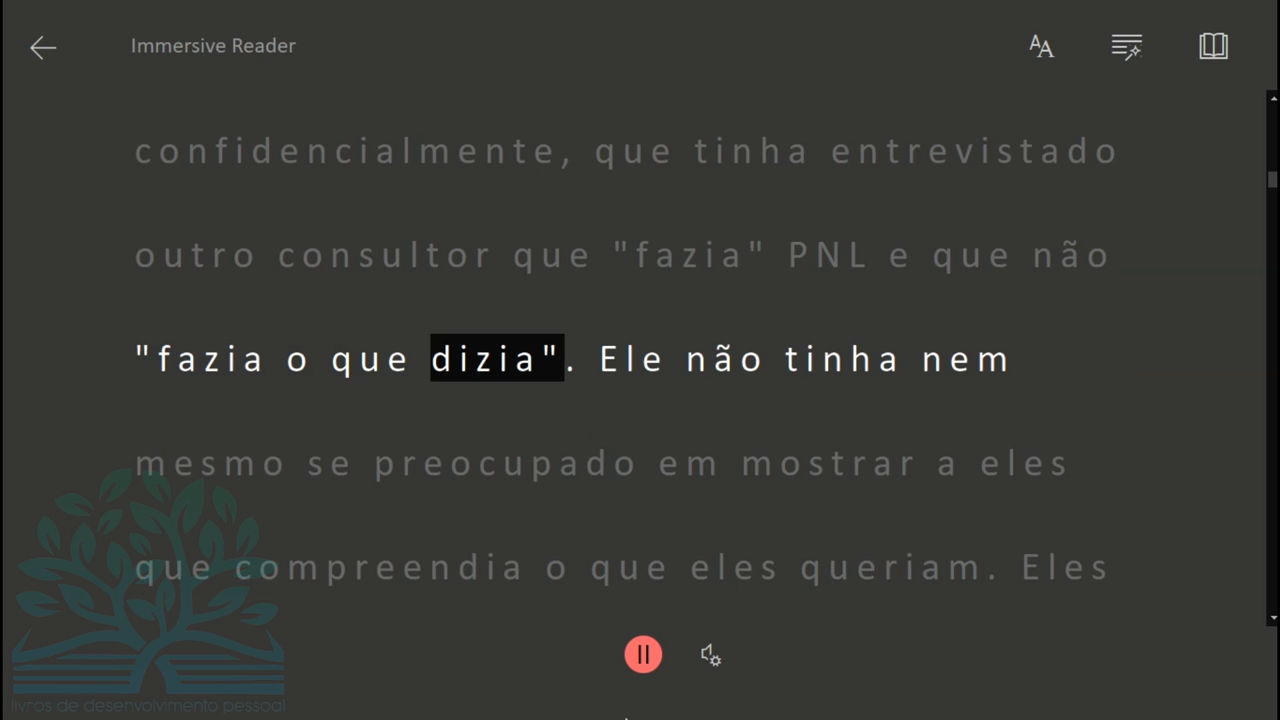 Immersive Reader
confidencialmente, que tinha entrevistado
outro consultor que "fazia" PNL e que não
"fazia o que dizia". Ele não tinha nem
mesmo se preocupado em mostrar a eles
que compreendia o que eles queriam. Eles
livros de desenvolvimento pessoal